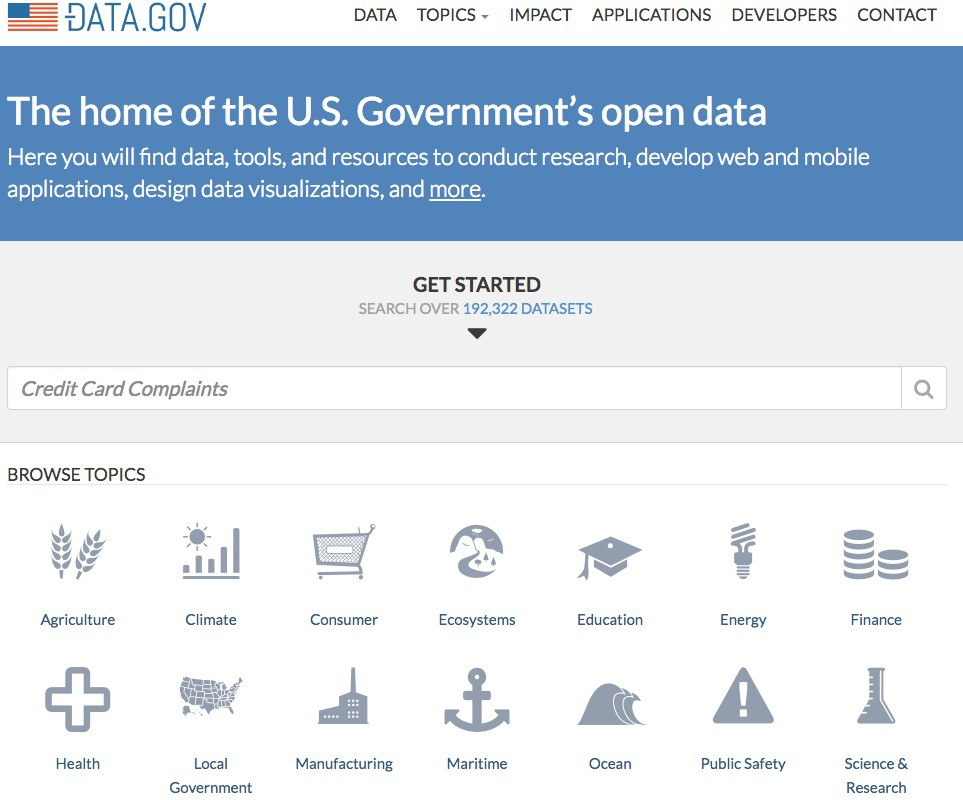 DATA.GOV
DATA TOPICS IMPACT APPLICATIONS DEVELOPERS CONTACT
The home of the U.S. Government’s open data
Here you will find data, tools, and resources to conduct research, develop web and mobile
applications, design data visualizations, and more.
GET STARTED
SEARCH OVER 192,322 DATASETS
Credit Card Complaints
BROWSE TOPICS
Agriculture Climate Consumer Ecosystems Education Energy Finance
Health Local Manufacturing Maritime Ocean Public Safety Science &
Government Research